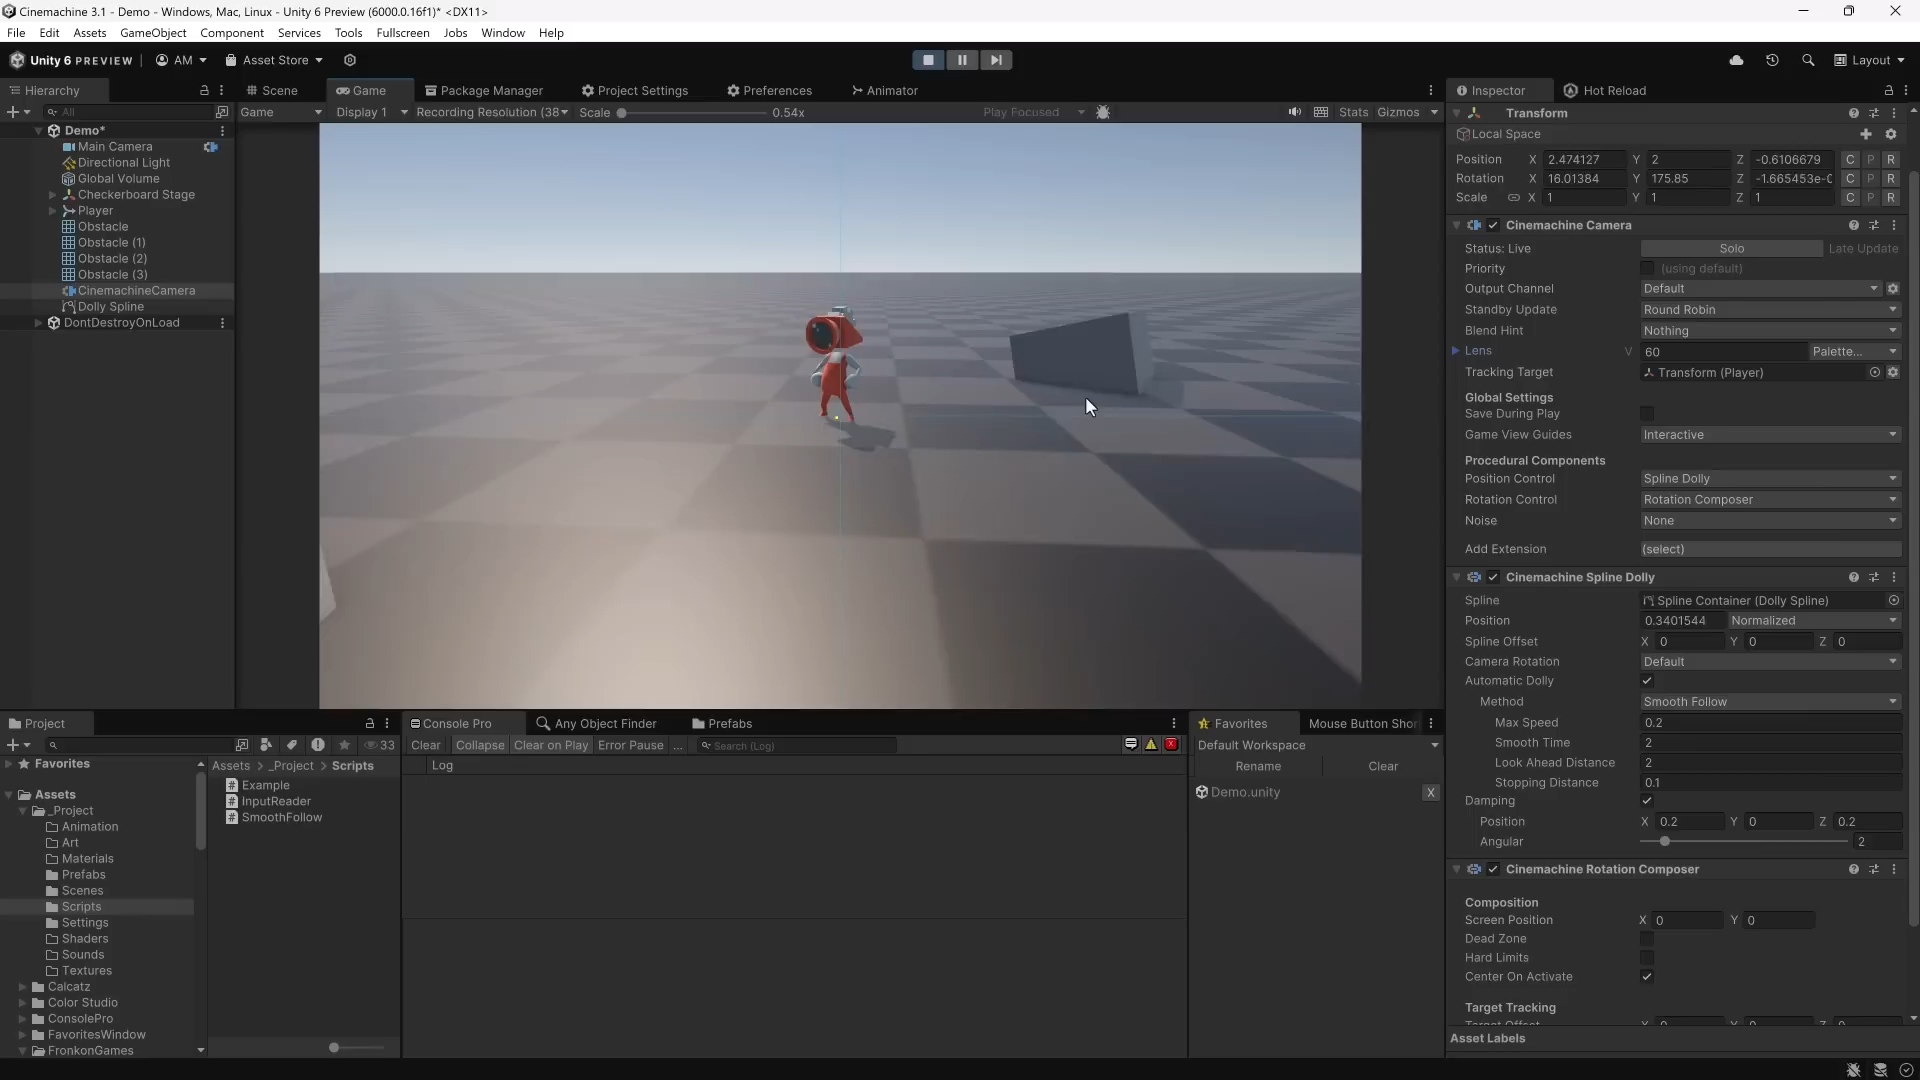 Cinemachine 3.1 - Demo - Windows, Mac, Linux - Unity 6 Preview (6000.0.16f1)* <DX11>
File Edit Assets GameObject Component Services Tools Fullscreen Jobs Window Help
Unity 6 PREVIEW AM Asset Store Layout
Hierarchy
Scene Game Package Manager Project Settings Preferences Animator
Inspector Hot Reload
All
Game Display 1 Recording Resolution (38 Scale 0.54x Play Focused Stats Gizmos
Demo*
Main Camera
Directional Light
Global Volume
Checkerboard Stage
Player
Obstacle
Obstacle (1)
Obstacle (2)
Obstacle (3)
CinemachineCamera
Dolly Spline
DontDestroyOnLoad
Transform
Local Space
Position X 2.474127 Y 2 Z -0.6106679 C P R
Rotation X 16.01384 Y 175.85 Z -1.665453e-0 C P R
Scale X 1 Y 1 Z 1 C P R
Cinemachine Camera
Status: Live Solo Late Update
Priority (using default)
Output Channel Default
Standby Update Round Robin
Blend Hint Nothing
Lens V 60 Palette...
Tracking Target Transform (Player)
Global Settings
Save During Play
Game View Guides Interactive
Procedural Components
Position Control Spline Dolly
Rotation Control Rotation Composer
Noise None
Add Extension (select)
Cinemachine Spline Dolly
Spline Spline Container (Dolly Spline)
Position 0.3401544 Normalized
Spline Offset X 0 Y 0 Z 0
Camera Rotation Default
Automatic Dolly
Method Smooth Follow
Max Speed 0.2
Smooth Time 2
Look Ahead Distance 2
Stopping Distance 0.1
Damping
Position X 0.2 Y 0 Z 0.2
Angular 2
Cinemachine Rotation Composer
Composition
Screen Position X 0 Y 0
Dead Zone
Hard Limits
Center On Activate
Target Tracking
Target Offset X 0 Y 0 Z 0
Asset Labels
Project
33
Favorites
Assets
_Project
Animation
Art
Materials
Prefabs
Scenes
Scripts
Settings
Shaders
Sounds
Textures
Calcatz
Color Studio
ConsolePro
FavoritesWindow
FronkonGames
Assets > _Project > Scripts
Example
InputReader
SmoothFollow
Console Pro Any Object Finder Prefabs
Clear Collapse Clear on Play Error Pause ... Search (Log)
Log
Favorites Mouse Button Shor
Default Workspace
Rename Clear
Demo.unity X